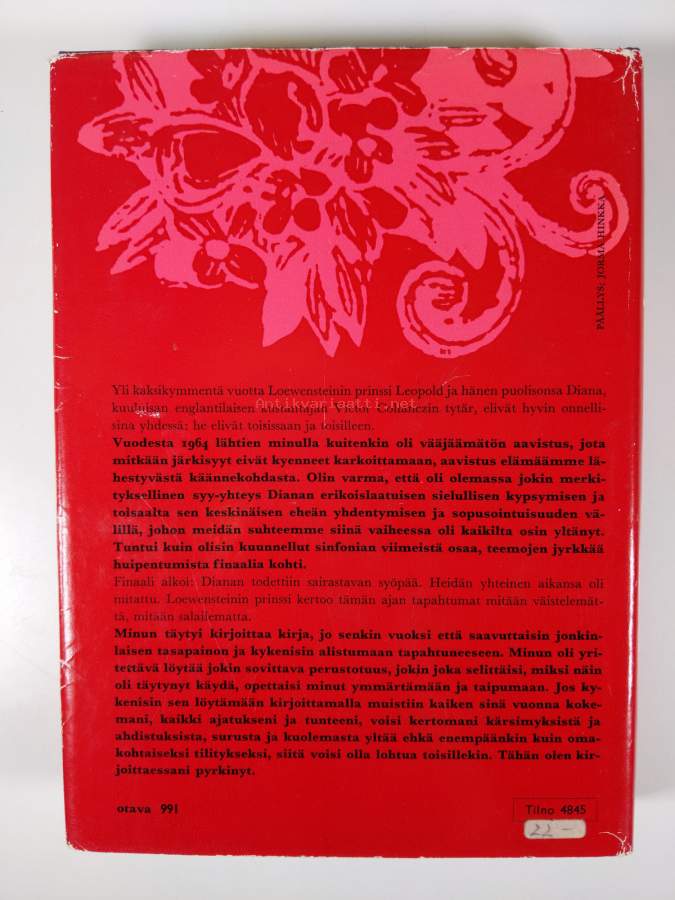 PÄÄLLYS: JORMA HINKKA
Yli kaksikymmentä vuotta Loewensteinin prinssi Leopold ja hänen puolisonsa Diana,
Antikvariaatti.net
kuuluisan englantilaisen kustantajan Victor Gollanczin tytär, elivät hyvin onnelli-
sina yhdessä; he elivät toisissaan ja toisilleen.
Vuodesta 1964 lähtien minulla kuitenkin oli vääjäämätön aavistus, jota
mitkään järkisyyt eivät kyenneet karkoittamaan, aavistus elämäämme lä-
hestyvästä käännekohdasta. Olin varma, että oli olemassa jokin merki-
tyksellinen syy-yhteys Dianan erikoislaatuisen sielullisen kypsymisen ja
toisaalta sen keskinäisen eheän yhdentymisen ja sopusointuisuuden vä-
lillä, johon meidän suhteemme siinä vaiheessa oli kaikilta osin yltänyt.
Tuntui kuin olisin kuunnellut sinfonian viimeistä osaa, teemojen jyrkkää
huipentumista finaalia kohti.
Finaali alkoi: Dianan todettiin sairastavan syöpää. Heidän yhteinen aikansa oli
mitattu. Loewensteinin prinssi kertoo tämän ajan tapahtumat mitään väistelemät-
tä, mitään salailematta.
Minun täytyi kirjoittaa kirja, jo senkin vuoksi että saavuttaisin jonkin-
laisen tasapainon ja kykenisin alistumaan tapahtuneeseen. Minun oli yri-
tettävä löytää jokin sovittava perustotuus, jokin joka selittäisi, miksi näin
oli täytynyt käydä, opettaisi minut ymmärtämään ja taipumaan. Jos ky-
kenisin sen löytämään kirjoittamalla muistiin kaiken sinä vuonna koke-
mani, kaikki ajatukseni ja tunteeni, voisi kertomani kärsimyksistä ja
ahdistuksista, surusta ja kuolemasta yltää ehkä enempäänkin kuin oma-
kohtaiseksi tilitykseksi, siitä voisi olla lohtua toisillekin. Tähän olen kir-
joittaessani pyrkinyt.
otava 991
Tilno 4845
22 –